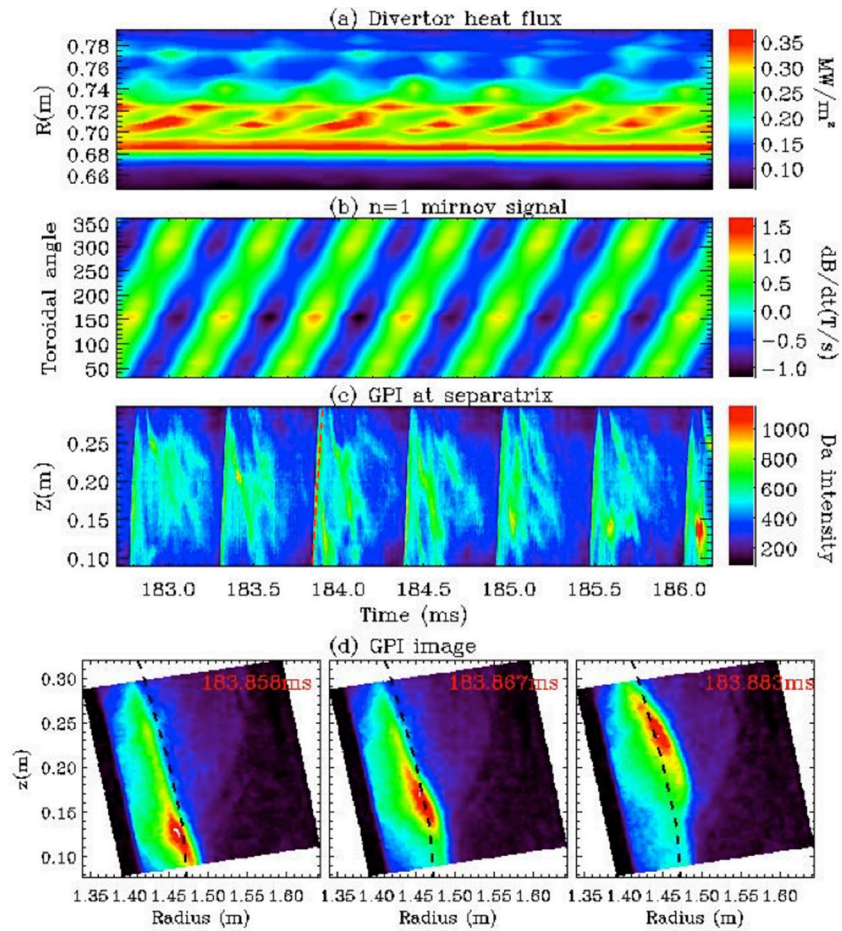 (a) Divertor heat flux
0.78
0.76
0.74
0.72
0.70
0.68
0.66
R(m)
0.35
0.30
0.25
0.20
0.15
0.10
MW/m²
(b) n=1 mirnov signal
350
300
250
200
150
100
50
Toroidal angle
1.5
1.0
0.5
0.0
-0.5
-1.0
dB/dt(T/s)
(c) GPI at separatrix
0.25
0.20
0.15
0.10
Z(m)
1000
800
600
400
200
Da intensity
183.0 183.5 184.0 184.5 185.0 185.5 186.0
Time (ms)
(d) GPI image
0.30
0.25
0.20
0.15
0.10
z(m)
183.858ms
183.867ms
183.883ms
1.35 1.40 1.45 1.50 1.55 1.60
1.35 1.40 1.45 1.50 1.55 1.60
1.35 1.40 1.45 1.50 1.55 1.60
Radius (m)
Radius (m)
Radius (m)